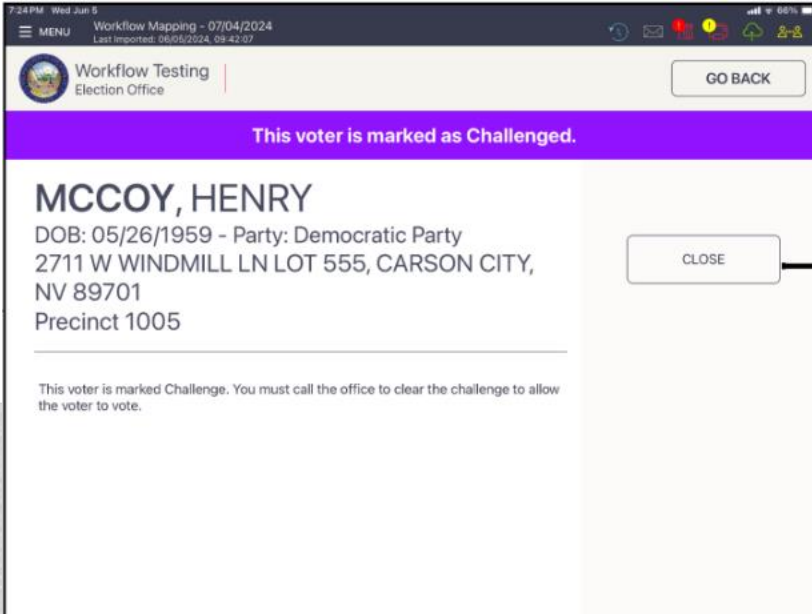 7:24 PM Wed Jun 5
66%
MENU
Workflow Mapping - 07/04/2024
Last Imported: 06/05/2024, 09:42:07
Workflow Testing
Election Office
GO BACK
This voter is marked as Challenged.
MCCOY, HENRY
DOB: 05/26/1959 - Party: Democratic Party
2711 W WINDMILL LN LOT 555, CARSON CITY,
NV 89701
Precinct 1005
CLOSE
This voter is marked Challenge. You must call the office to clear the challenge to allow
the voter to vote.